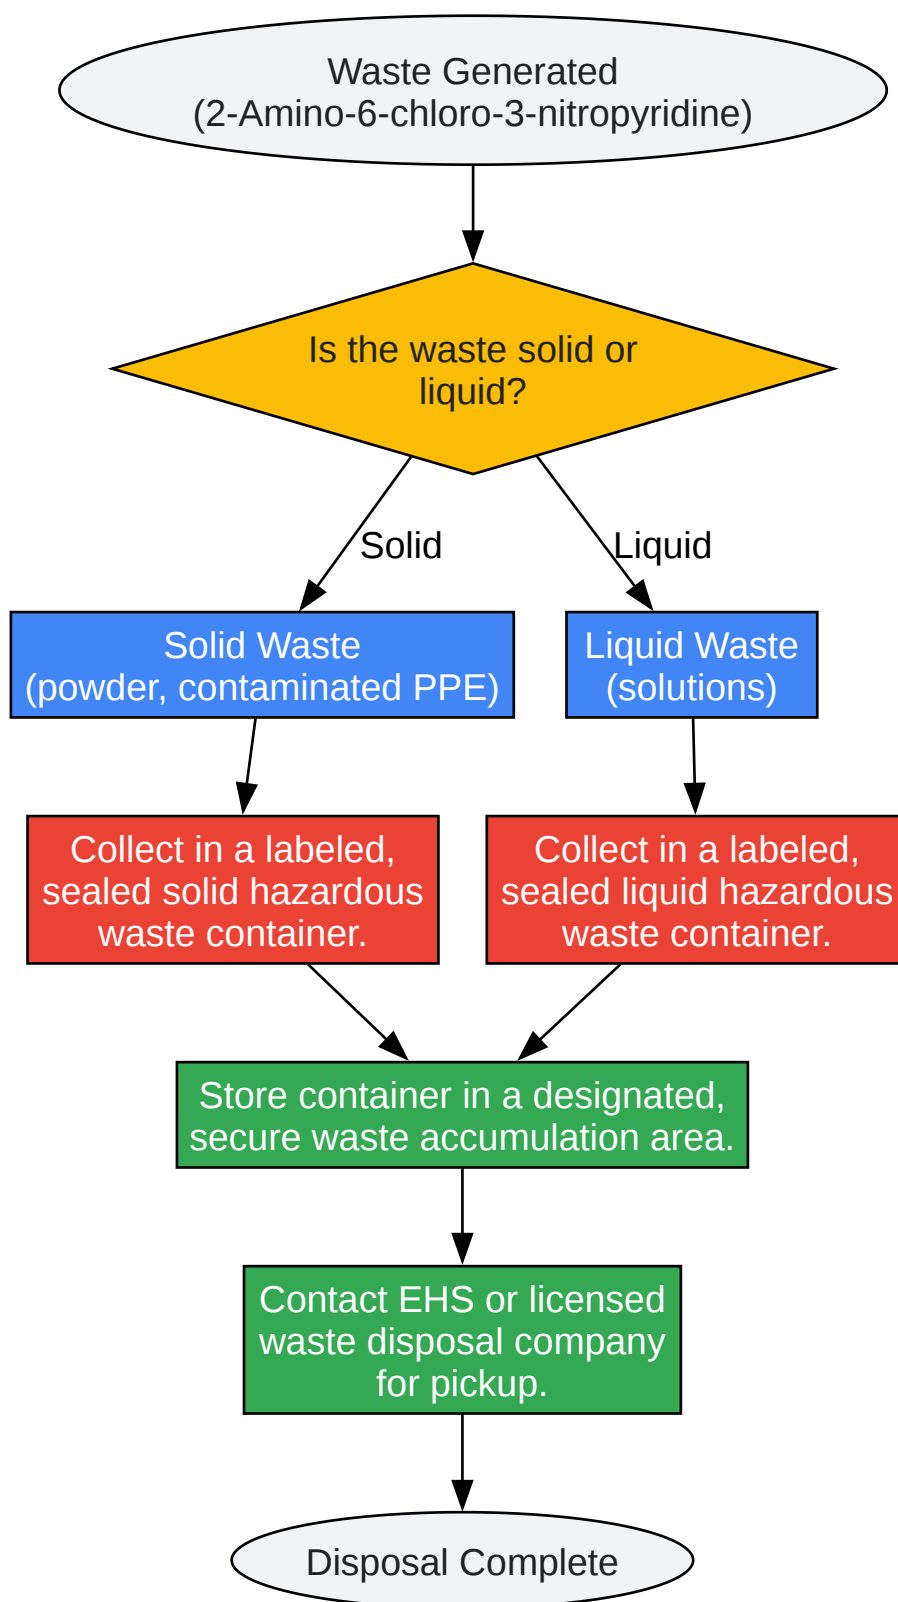 Waste Generated
(2-Amino-6-chloro-3-nitropyridine)
Is the waste solid or
liquid?
Solid
Liquid
Solid Waste
(powder, contaminated PPE)
Liquid Waste
(solutions)
Collect in a labeled,
sealed solid hazardous
waste container.
Collect in a labeled,
sealed liquid hazardous
waste container.
Store container in a designated,
secure waste accumulation area.
Contact EHS or licensed
waste disposal company
for pickup.
Disposal Complete